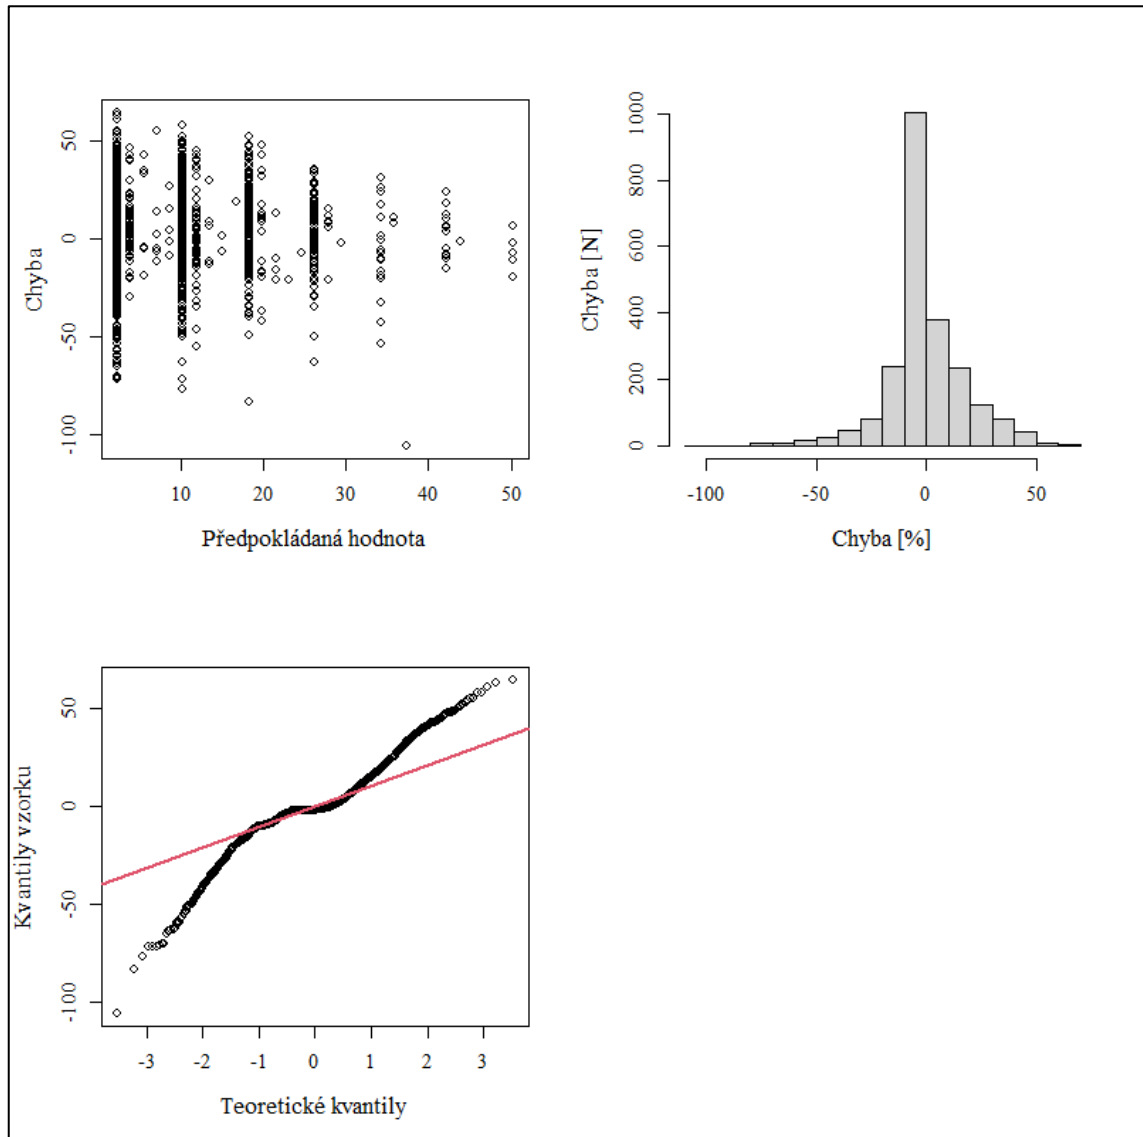 50
0
-50
-100
Chyba
10 20 30 40 50
Předpokládaná hodnota
1000
800
600
400
200
0
Chyba [N]
-100 -50 0 50
Chyba [%]
50
0
-50
-100
Kvantily vzorku
-3 -2 -1 0 1 2 3
Teoretické kvantily